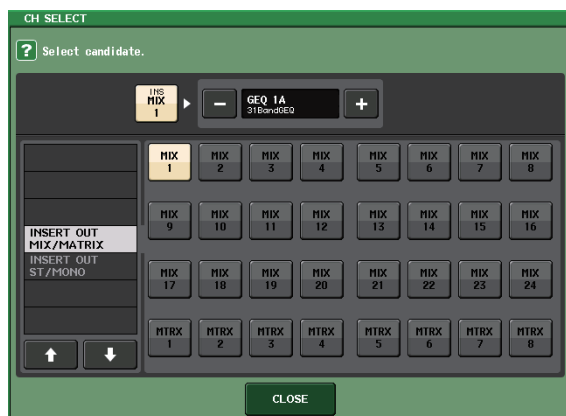 CH SELECT
? Select candidate.
INS
MIX
1
GEQ 1A
31BandGEQ
INSERT OUT
MIX/MATRIX
INSERT OUT
ST/MONO
MIX 1 MIX 2 MIX 3 MIX 4 MIX 5 MIX 6 MIX 7 MIX 8
MIX 9 MIX 10 MIX 11 MIX 12 MIX 13 MIX 14 MIX 15 MIX 16
MIX 17 MIX 18 MIX 19 MIX 20 MIX 21 MIX 22 MIX 23 MIX 24
MTRX 1 MTRX 2 MTRX 3 MTRX 4 MTRX 5 MTRX 6 MTRX 7 MTRX 8
CLOSE